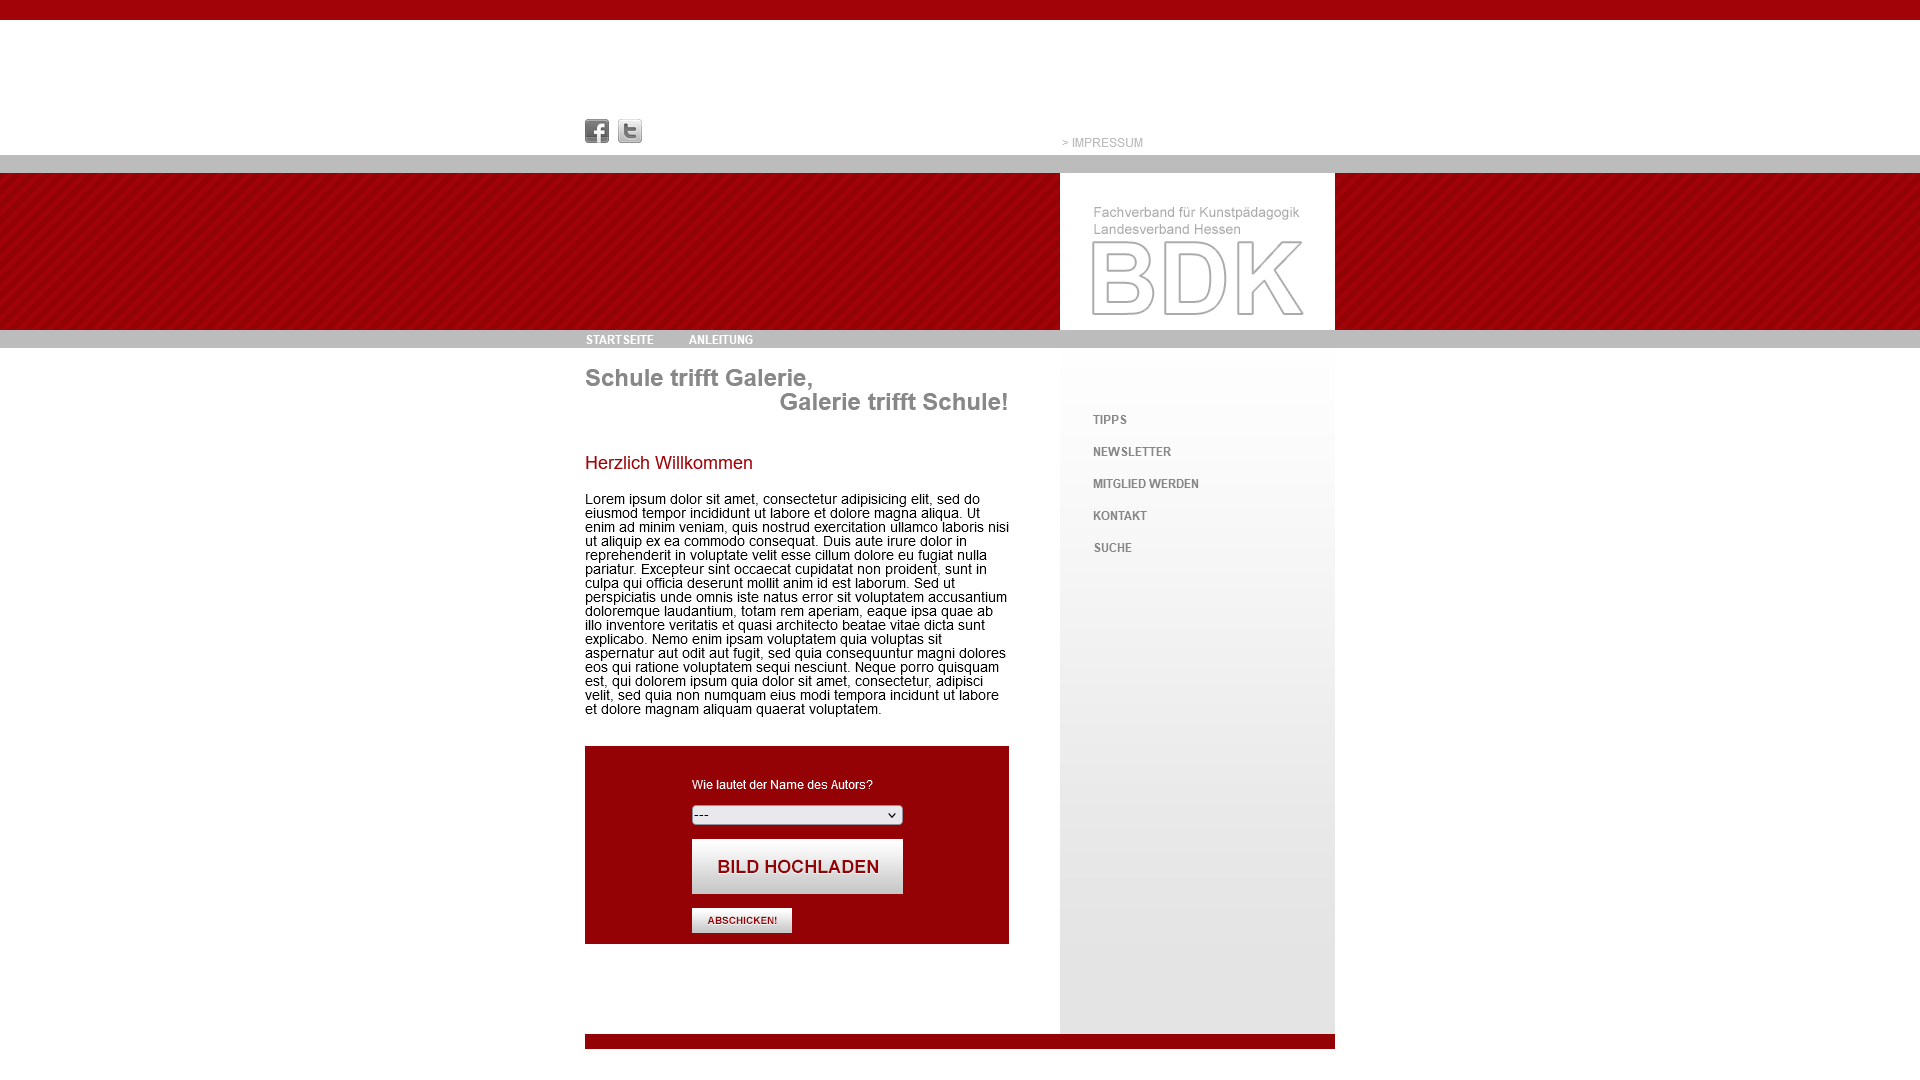 > IMPRESSUM
Fachverband für Kunstpädagogik
Landesverband Hessen
BDK
STARTSEITE ANLEITUNG
Schule trifft Galerie,
Galerie trifft Schule!
Herzlich Willkommen
Lorem ipsum dolor sit amet, consectetur adipisicing elit, sed do
eiusmod tempor incididunt ut labore et dolore magna aliqua. Ut
enim ad minim veniam, quis nostrud exercitation ullamco laboris nisi
ut aliquip ex ea commodo consequat. Duis aute irure dolor in
reprehenderit in voluptate velit esse cillum dolore eu fugiat nulla
pariatur. Excepteur sint occaecat cupidatat non proident, sunt in
culpa qui officia deserunt mollit anim id est laborum. Sed ut
perspiciatis unde omnis iste natus error sit voluptatem accusantium
doloremque laudantium, totam rem aperiam, eaque ipsa quae ab
illo inventore veritatis et quasi architecto beatae vitae dicta sunt
explicabo. Nemo enim ipsam voluptatem quia voluptas sit
aspernatur aut odit aut fugit, sed quia consequuntur magni dolores
eos qui ratione voluptatem sequi nesciunt. Neque porro quisquam
est, qui dolorem ipsum quia dolor sit amet, consectetur, adipisci
velit, sed quia non numquam eius modi tempora incidunt ut labore
et dolore magnam aliquam quaerat voluptatem.
Wie lautet der Name des Autors?
---
BILD HOCHLADEN
ABSCHICKEN!
TIPPS
NEWSLETTER
MITGLIED WERDEN
KONTAKT
SUCHE